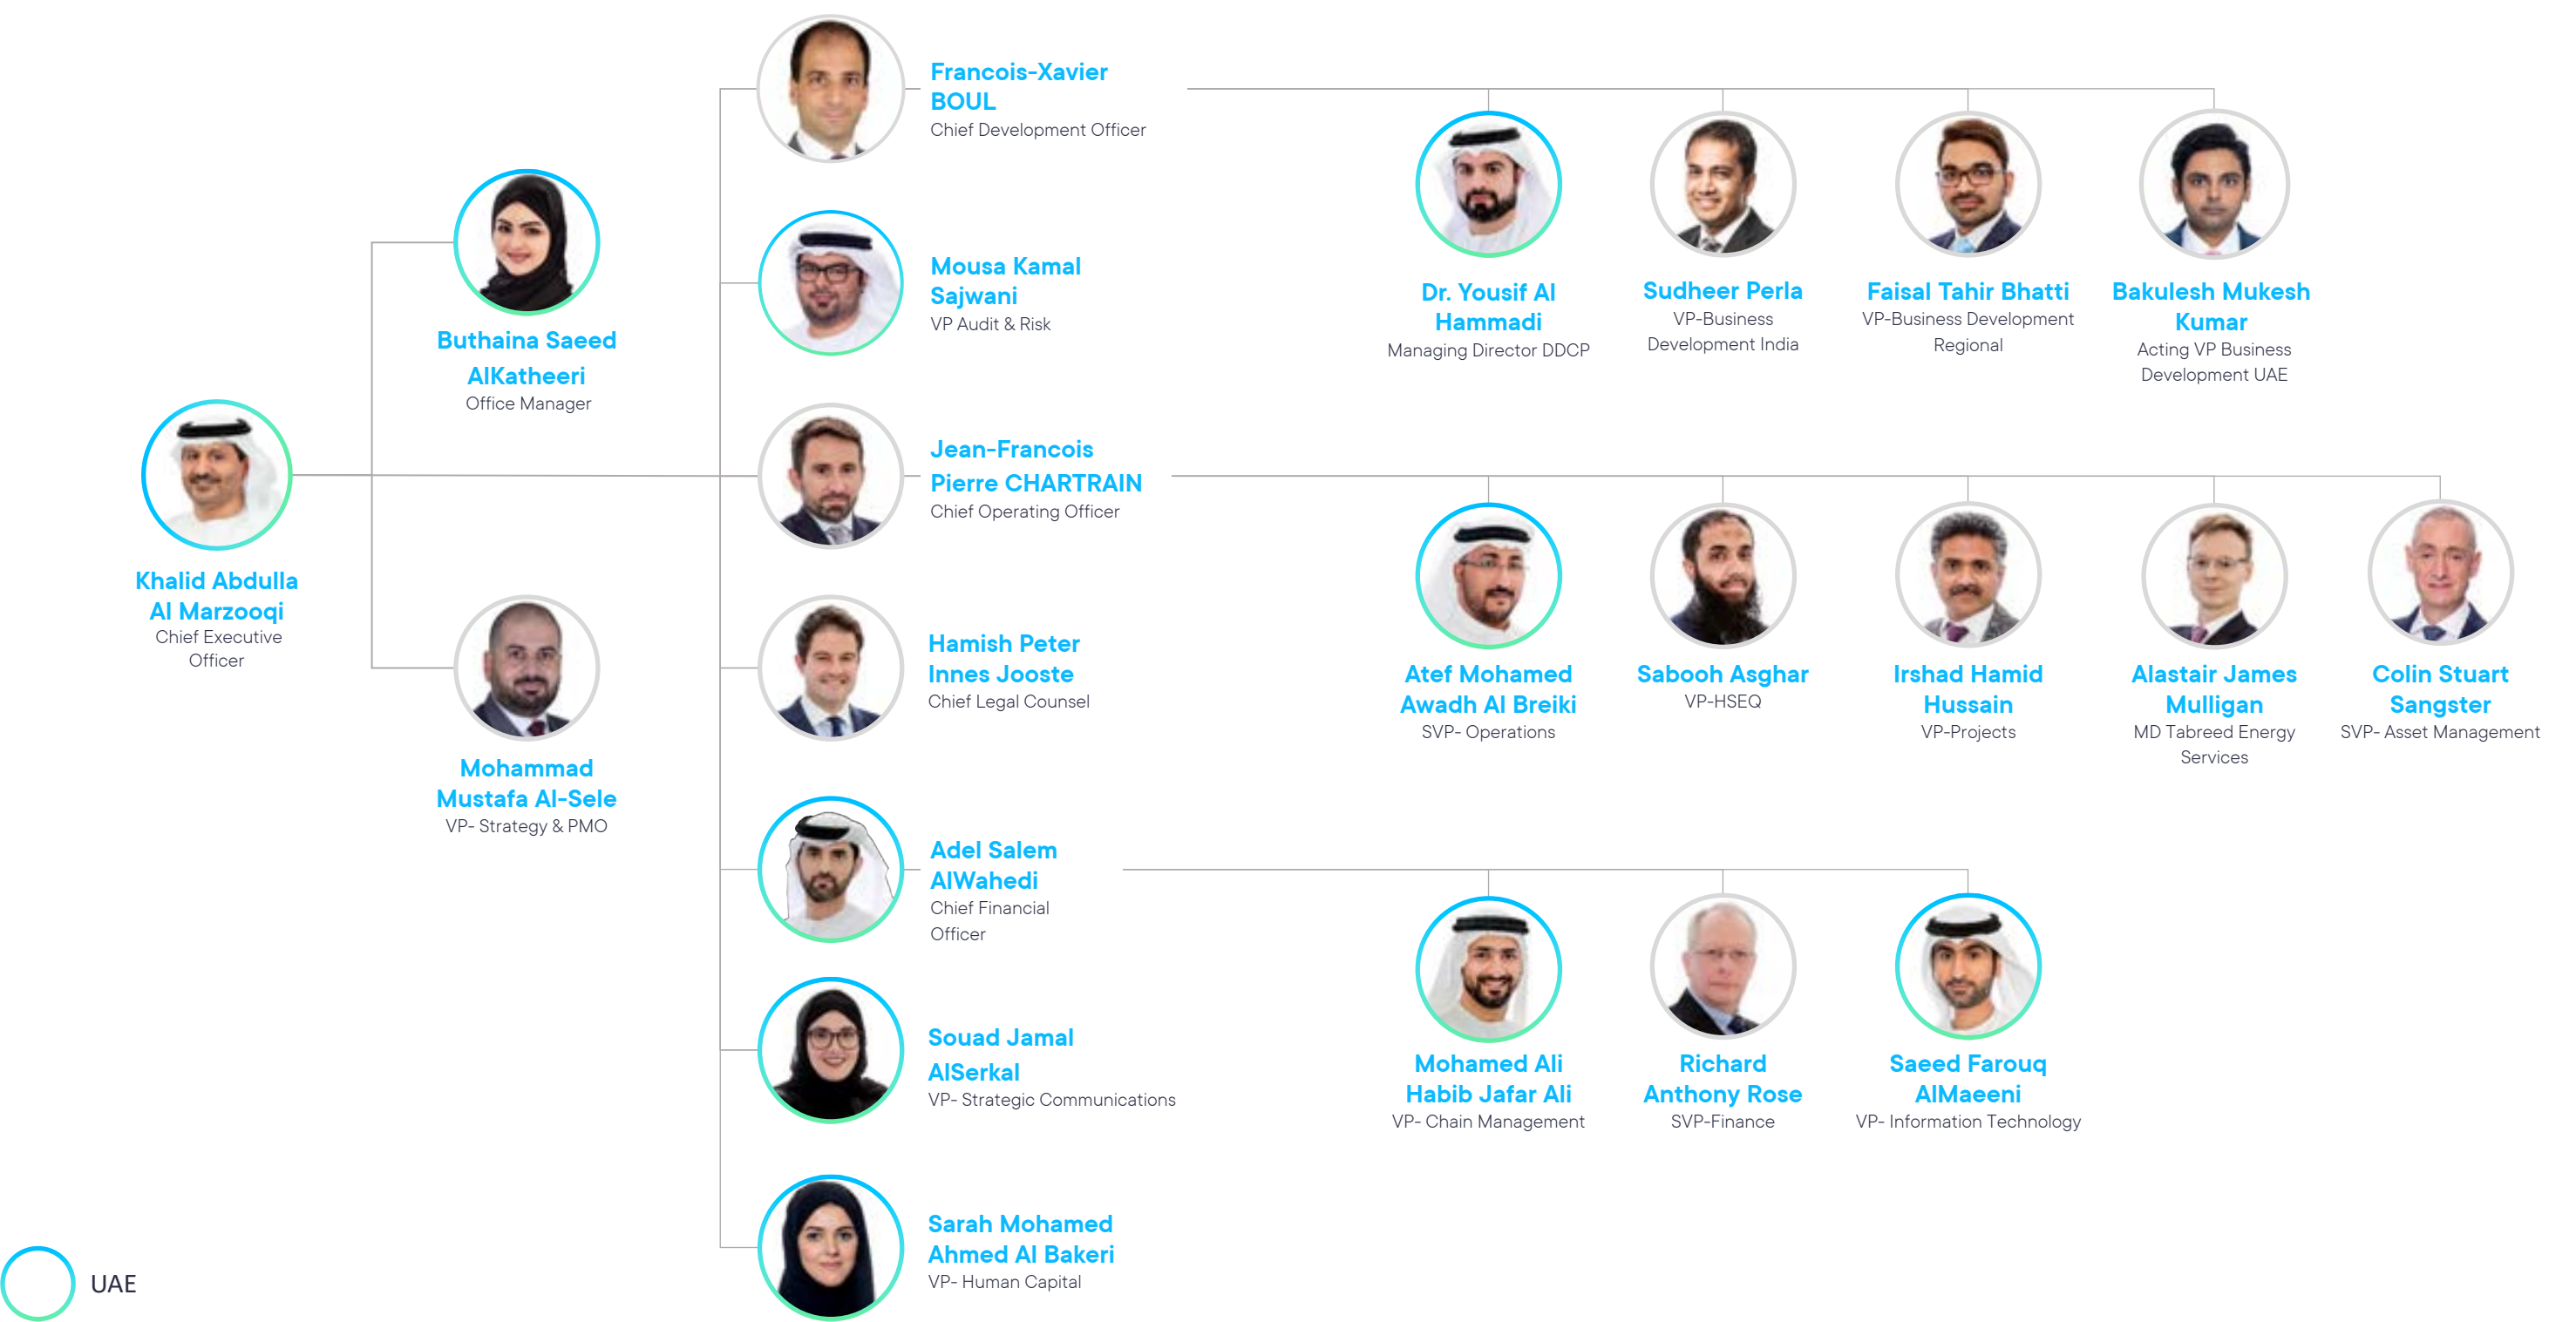 Francois-Xavier
BOUL
Chief Development Officer
Dr. Yousif Al
Hammadi
Managing Director DDCP
Sudheer Perla
VP-Business
Development India
Faisal Tahir Bhatti
VP-Business Development
Regional
Bakulesh Mukesh
Kumar
Acting VP Business
Development UAE
Mousa Kamal
Sajwani
VP Audit & Risk
Buthaina Saeed
AlKatheeri
Office Manager
Khalid Abdulla
Al Marzooqi
Chief Executive
Officer
Mohammad
Mustafa Al-Sele
VP- Strategy & PMO
Jean-Francois
Pierre CHARTRAIN
Chief Operating Officer
Atef Mohamed
Awadh Al Breiki
SVP- Operations
Sabooh Asghar
VP-HSEQ
Irshad Hamid
Hussain
VP-Projects
Alastair James
Mulligan
MD Tabreed Energy
Services
Colin Stuart
Sangster
SVP- Asset Management
Hamish Peter
Innes Jooste
Chief Legal Counsel
Adel Salem
AlWahedi
Chief Financial
Officer
Mohamed Ali
Habib Jafar Ali
VP- Chain Management
Richard
Anthony Rose
SVP-Finance
Saeed Farouq
AlMaeeni
VP- Information Technology
Souad Jamal
AlSerkal
VP- Strategic Communications
Sarah Mohamed
Ahmed Al Bakeri
VP- Human Capital
UAE